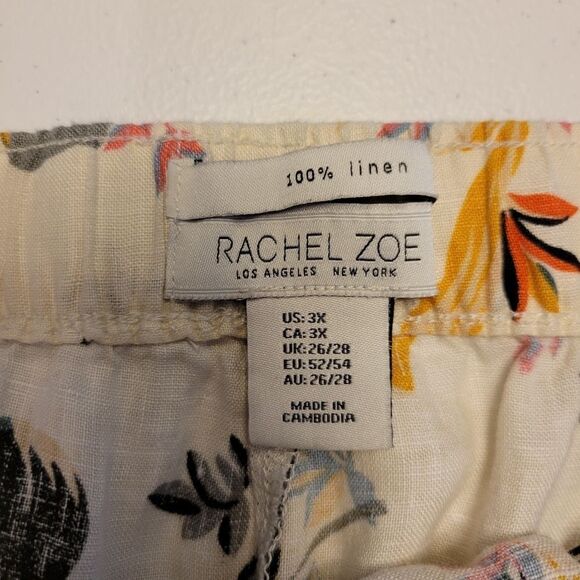 100% linen
RACHEL ZOE
LOS ANGELES NEW YORK
US: 3X
CA: 3X
UK: 26/28
EU: 52/54
AU: 26/28
MADE IN
CAMBODIA